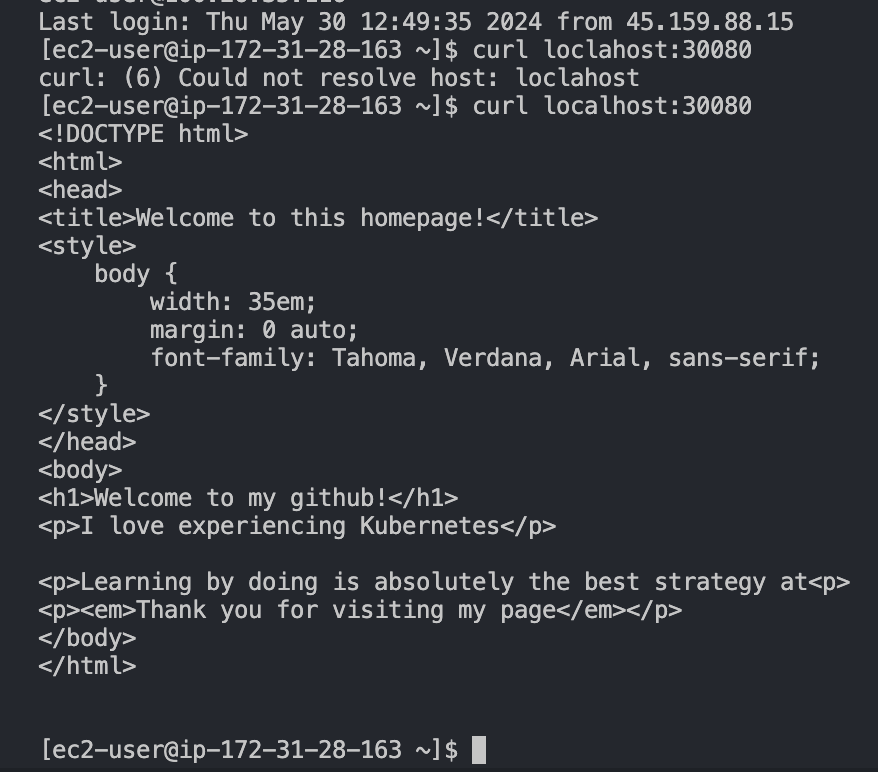 Last login: Thu May 30 12:49:35 2024 from 45.159.88.15
[ec2-user@ip-172-31-28-163 ~]$ curl loclahost:30080
curl: (6) Could not resolve host: loclahost
[ec2-user@ip-172-31-28-163 ~]$ curl localhost:30080
<!DOCTYPE html>
<html>
<head>
<title>Welcome to this homepage!</title>
<style>
    body {
        width: 35em;
        margin: 0 auto;
        font-family: Tahoma, Verdana, Arial, sans-serif;
    }
</style>
</head>
<body>
<h1>Welcome to my github!</h1>
<p>I love experiencing Kubernetes</p>

<p>Learning by doing is absolutely the best strategy at<p>
<p><em>Thank you for visiting my page</em></p>
</body>
</html>

[ec2-user@ip-172-31-28-163 ~]$